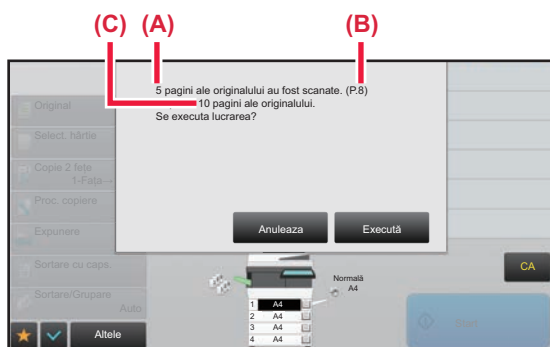 (C) (A) (B)
5 pagini ale originalului au fost scanate. (P.8)
10 pagini ale originalului.
Se executa lucrarea?
Original
Select. hârtie
Copie 2 fețe
1-Fața→
Proc. copiere
Expunere
Sortare cu caps.
Sortare/Grupare
Auto
Anuleaza
Execută
Normală
A4
1 A4
2 A4
3 A4
4 A4
CA
Start
Altele